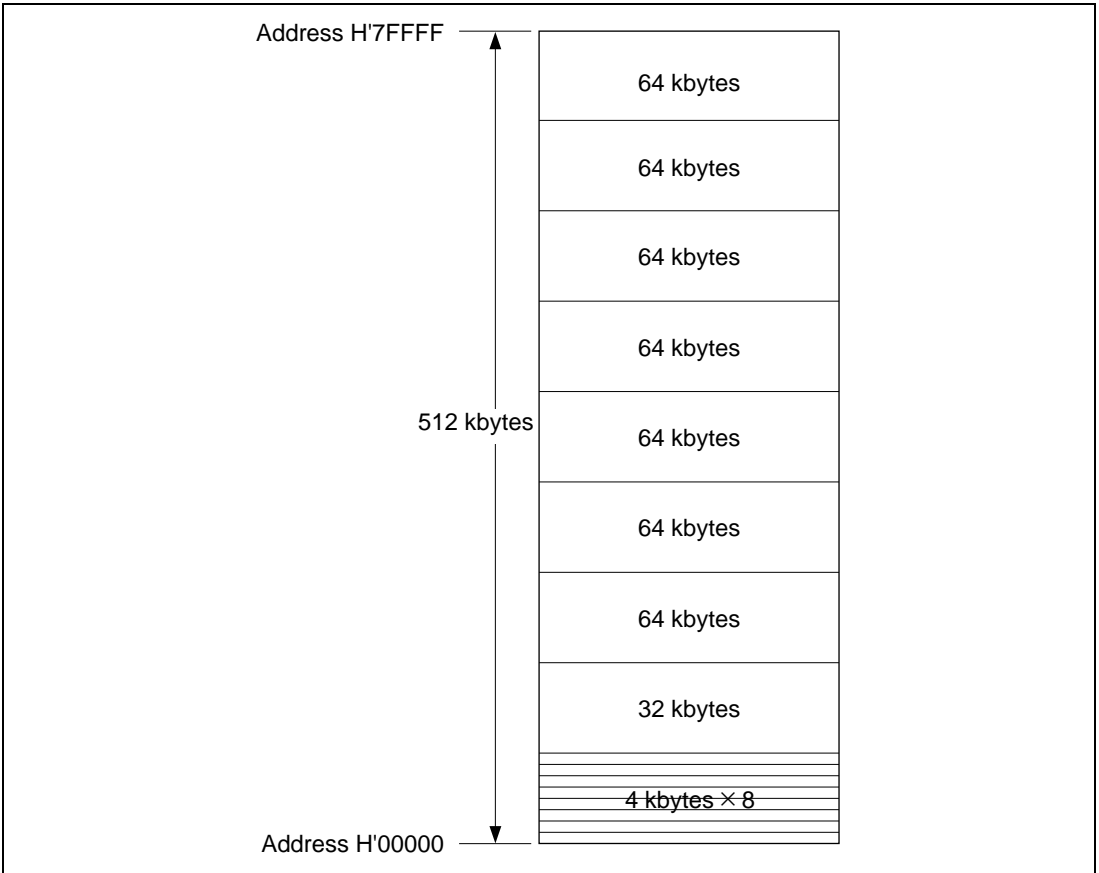 Address H'7FFFF
64 kbytes
64 kbytes
64 kbytes
64 kbytes
512 kbytes
64 kbytes
64 kbytes
64 kbytes
32 kbytes
4 kbytes × 8
Address H'00000